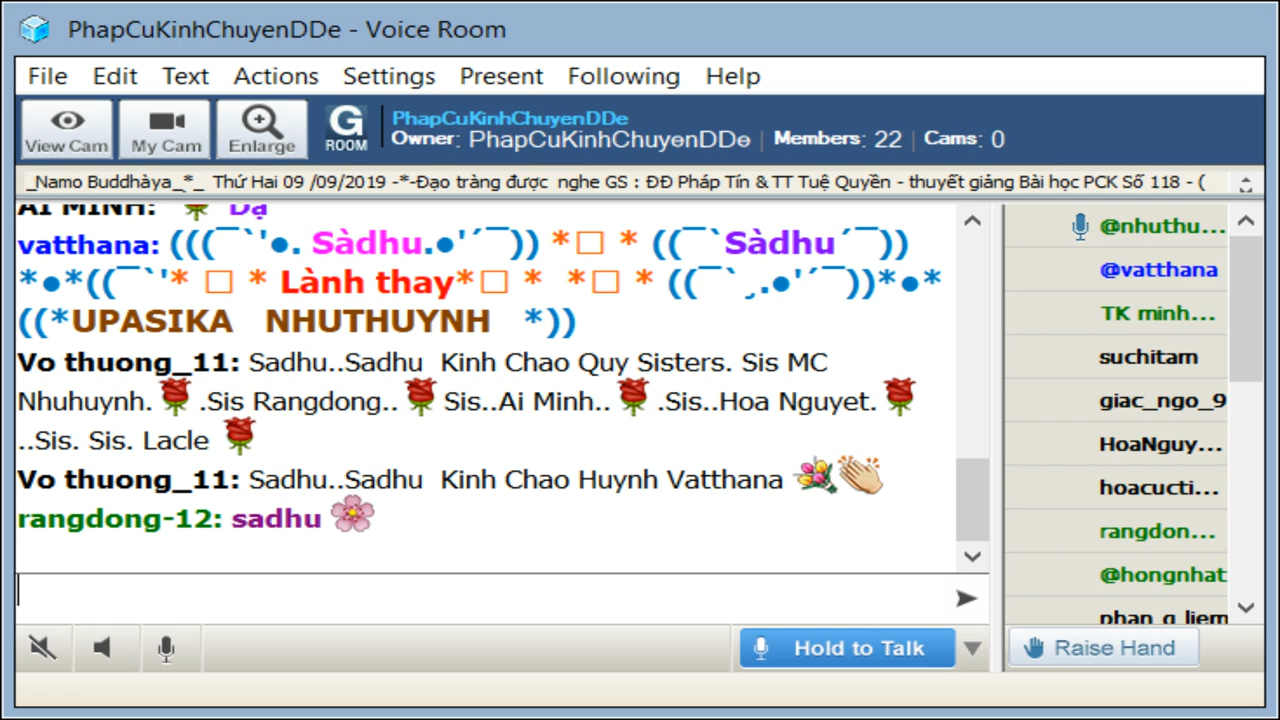 PhapCuKinhChuyenDDe - Voice Room
File Edit Text Actions Settings Present Following Help
View Cam My Cam Enlarge G ROOM
PhapCuKinhChuyenDDe
Owner: PhapCuKinhChuyenDDe | Members: 22 | Cams: 0
_Namo Buddhàya_*_ Thứ Hai 09 /09/2019 -*-Đạo tràng được nghe GS : ĐĐ Pháp Tín & TT Tuệ Quyền - thuyết giảng Bài học PCK Số 118 - (
AI MINH: 🌹 Dạ
vatthana: (((¯`'●. Sàdhu.●'´¯)) *□ * ((¯`Sàdhu´¯))
*●*((¯`'* □ * Lành thay*□ * *□ * ((¯`¸.●'´¯))*●*
((*UPASIKA NHUTHUYNH *))
Vo thuong_11: Sadhu..Sadhu Kinh Chao Quy Sisters. Sis MC
Nhuhuynh. 🌹 .Sis Rangdong.. 🌹 Sis..Ai Minh.. 🌹 .Sis..Hoa Nguyet. 🌹
..Sis. Sis. Lacle 🌹
Vo thuong_11: Sadhu..Sadhu Kinh Chao Huynh Vatthana 💐👏
rangdong-12: sadhu 🌸
@nhuthu...
@vatthana
TK minh...
suchitam
giac_ngo_9
HoaNguy...
hoacucti...
rangdon...
@hongnhat
phan_g_liem
Hold to Talk
Raise Hand